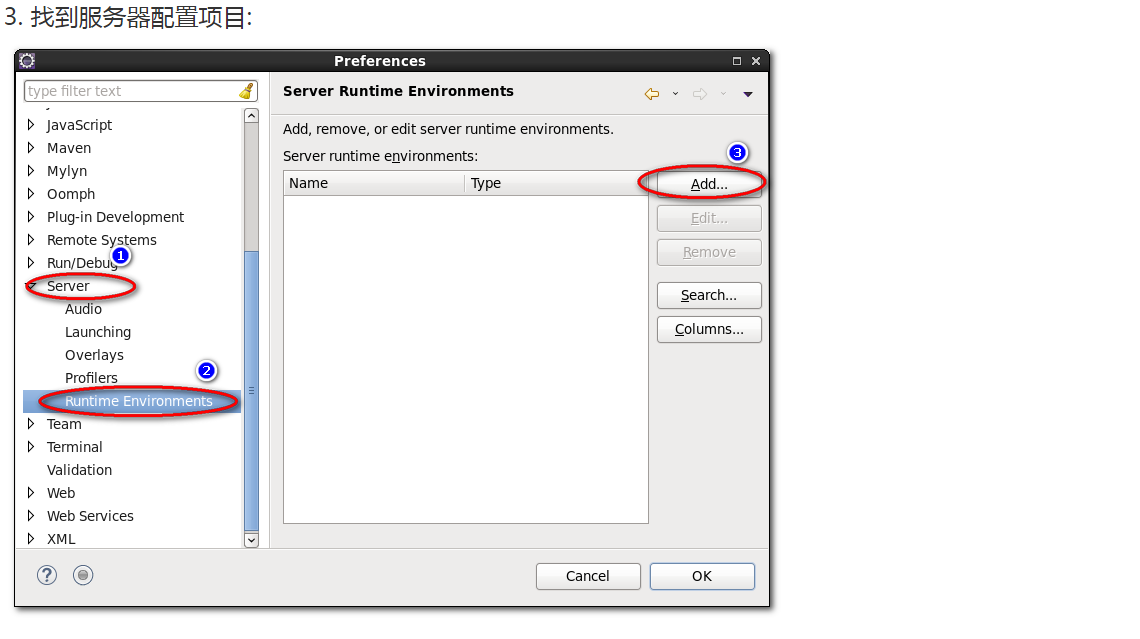 3. 找到服务器配置项目:
Preferences
type filter text
JavaScript
Maven
Mylyn
Oomph
Plug-in Development
Remote Systems
Run/Debug
1
Server
Audio
Launching
Overlays
Profilers
2
Runtime Environments
Team
Terminal
Validation
Web
Web Services
XML
Server Runtime Environments
Add, remove, or edit server runtime environments.
Server runtime environments:
Name Type
3
Add...
Edit...
Remove
Search...
Columns...
?
Cancel OK